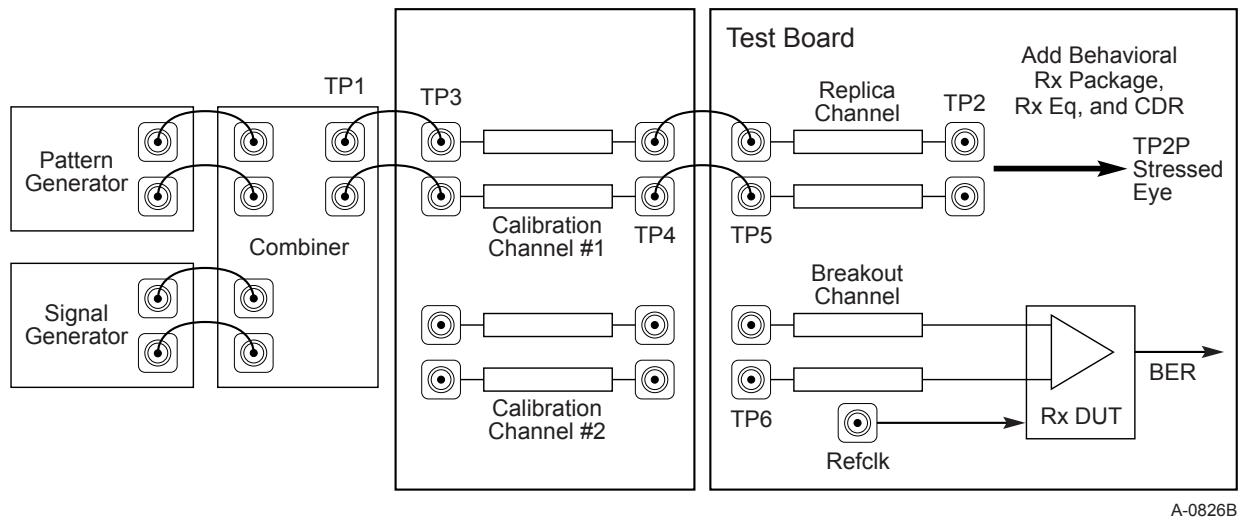 Test Board
Add Behavioral
Rx Package,
Rx Eq, and CDR
TP1
TP3
Replica
Channel
TP2
Pattern
Generator
TP2P
Stressed
Eye
Combiner
Calibration
Channel #1
TP4
TP5
Signal
Generator
Breakout
Channel
BER
Calibration
Channel #2
TP6
Rx DUT
Refclk
A-0826B